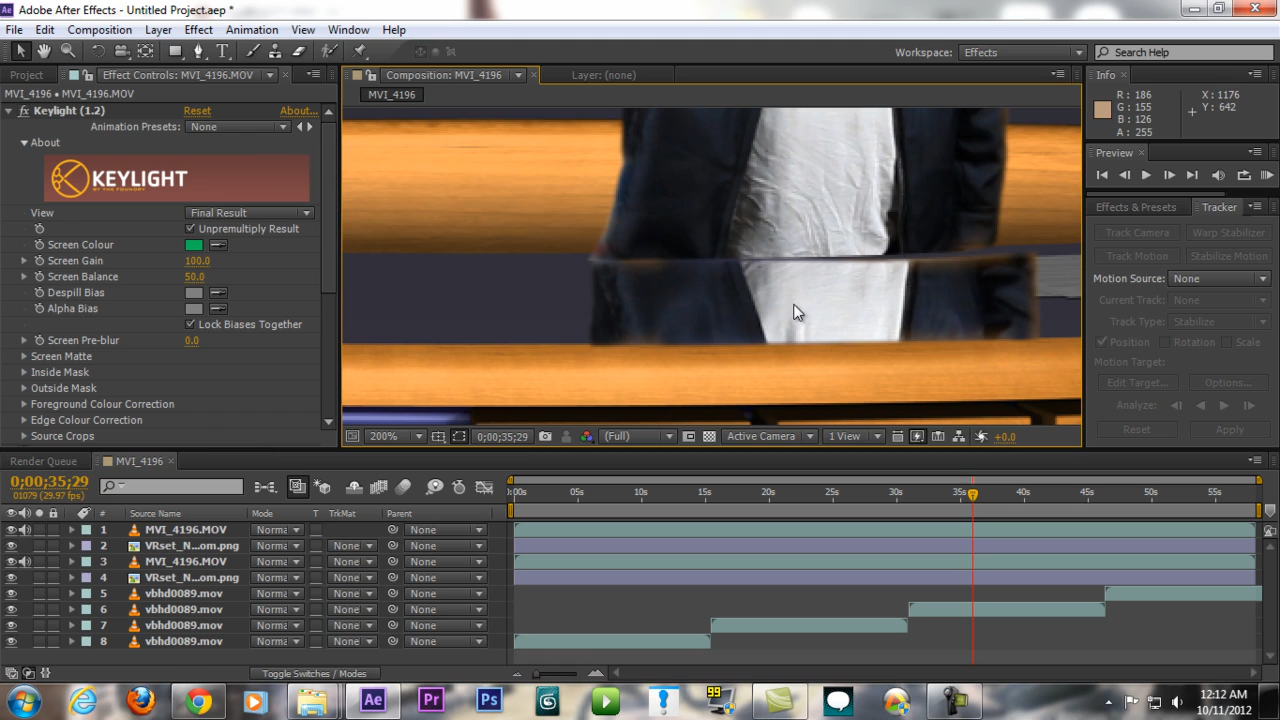 Ae Adobe After Effects - Untitled Project.aep *
File Edit Composition Layer Effect Animation View Window Help
Workspace: Effects Search Help
Project Effect Controls: MVI_4196.MOV Composition: MVI_4196 Layer: (none) Info
MVI_4196 • MVI_4196.MOV
MVI_4196
R : 186 X : 1176
G : 155 Y : 642
B : 126
A : 255
fx Keylight (1.2) Reset About...
Animation Presets: None
About
KEYLIGHT
BY THE FOUNDRY
View Final Result
Unpremultiply Result
Screen Colour
Screen Gain 100.0
Screen Balance 50.0
Despill Bias
Alpha Bias
Lock Biases Together
Screen Pre-blur 0.0
Screen Matte
Inside Mask
Outside Mask
Foreground Colour Correction
Edge Colour Correction
Source Crops
Preview
Effects & Presets Tracker
Track Camera Warp Stabilizer
Track Motion Stabilize Motion
Motion Source: None
Current Track: None
Track Type: Stabilize
Position Rotation Scale
Motion Target:
Edit Target... Options...
Analyze:
Reset Apply
200% 0;00;35;29 (Full) Active Camera 1 View +0.0
Render Queue MVI_4196
0;00;35;29
01079 (29.97 fps)
:00s 05s 10s 15s 20s 25s 30s 35s 40s 45s 50s 55s
# Source Name Mode T TrkMat Parent
1 MVI_4196.MOV Norma None
2 VRset_N...om.png Norma None None
3 MVI_4196.MOV Norma None None
4 VRset_N...om.png Norma None None
5 vbhd0089.mov Norma None None
6 vbhd0089.mov Norma None None
7 vbhd0089.mov Norma None None
8 vbhd0089.mov Norma None None
Toggle Switches / Modes
Ae Pr Ps 99
12:12 AM
10/11/2012